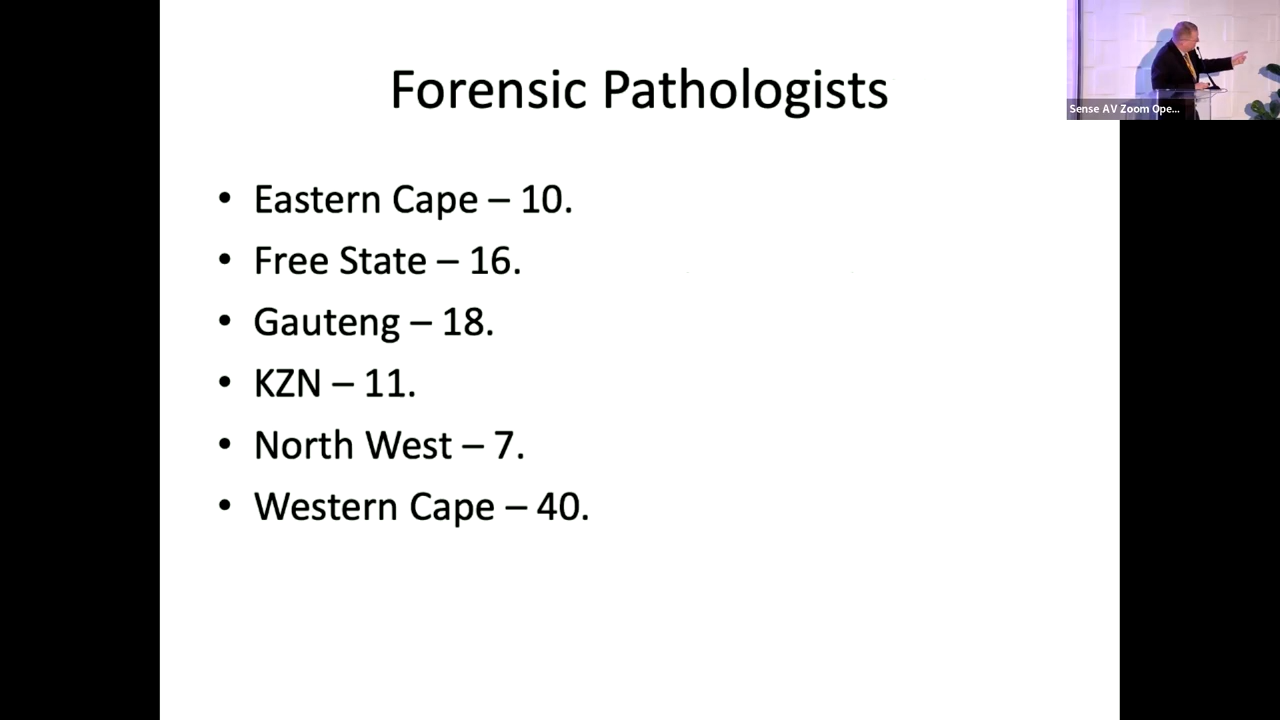 Forensic Pathologists
• Eastern Cape – 10.
• Free State – 16.
• Gauteng – 18.
• KZN – 11.
• North West – 7.
• Western Cape – 40.
Sense AV Zoom Ope...